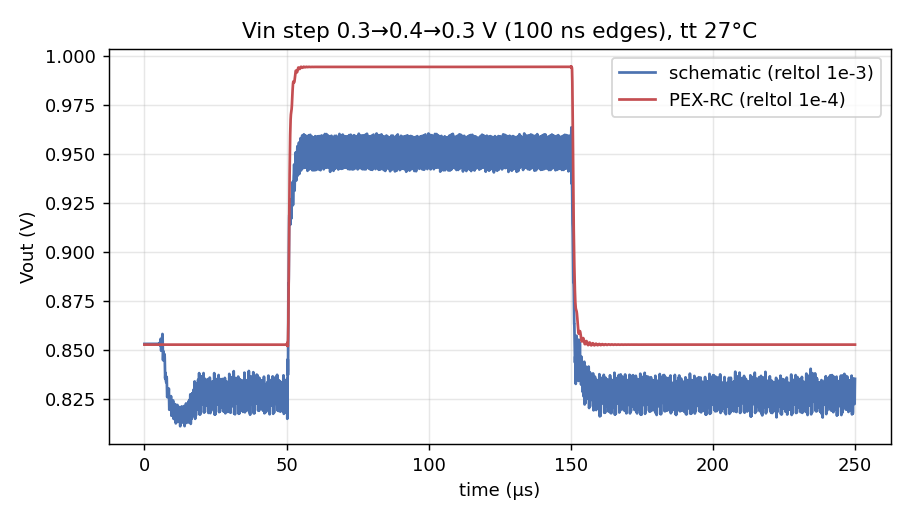 Vin step 0.3→0.4→0.3 V (100 ns edges), tt 27°C
schematic (reltol 1e-3)
PEX-RC (reltol 1e-4)
Vout (V)
1.000
0.975
0.950
0.925
0.900
0.875
0.850
0.825
0 50 100 150 200 250
time (µs)